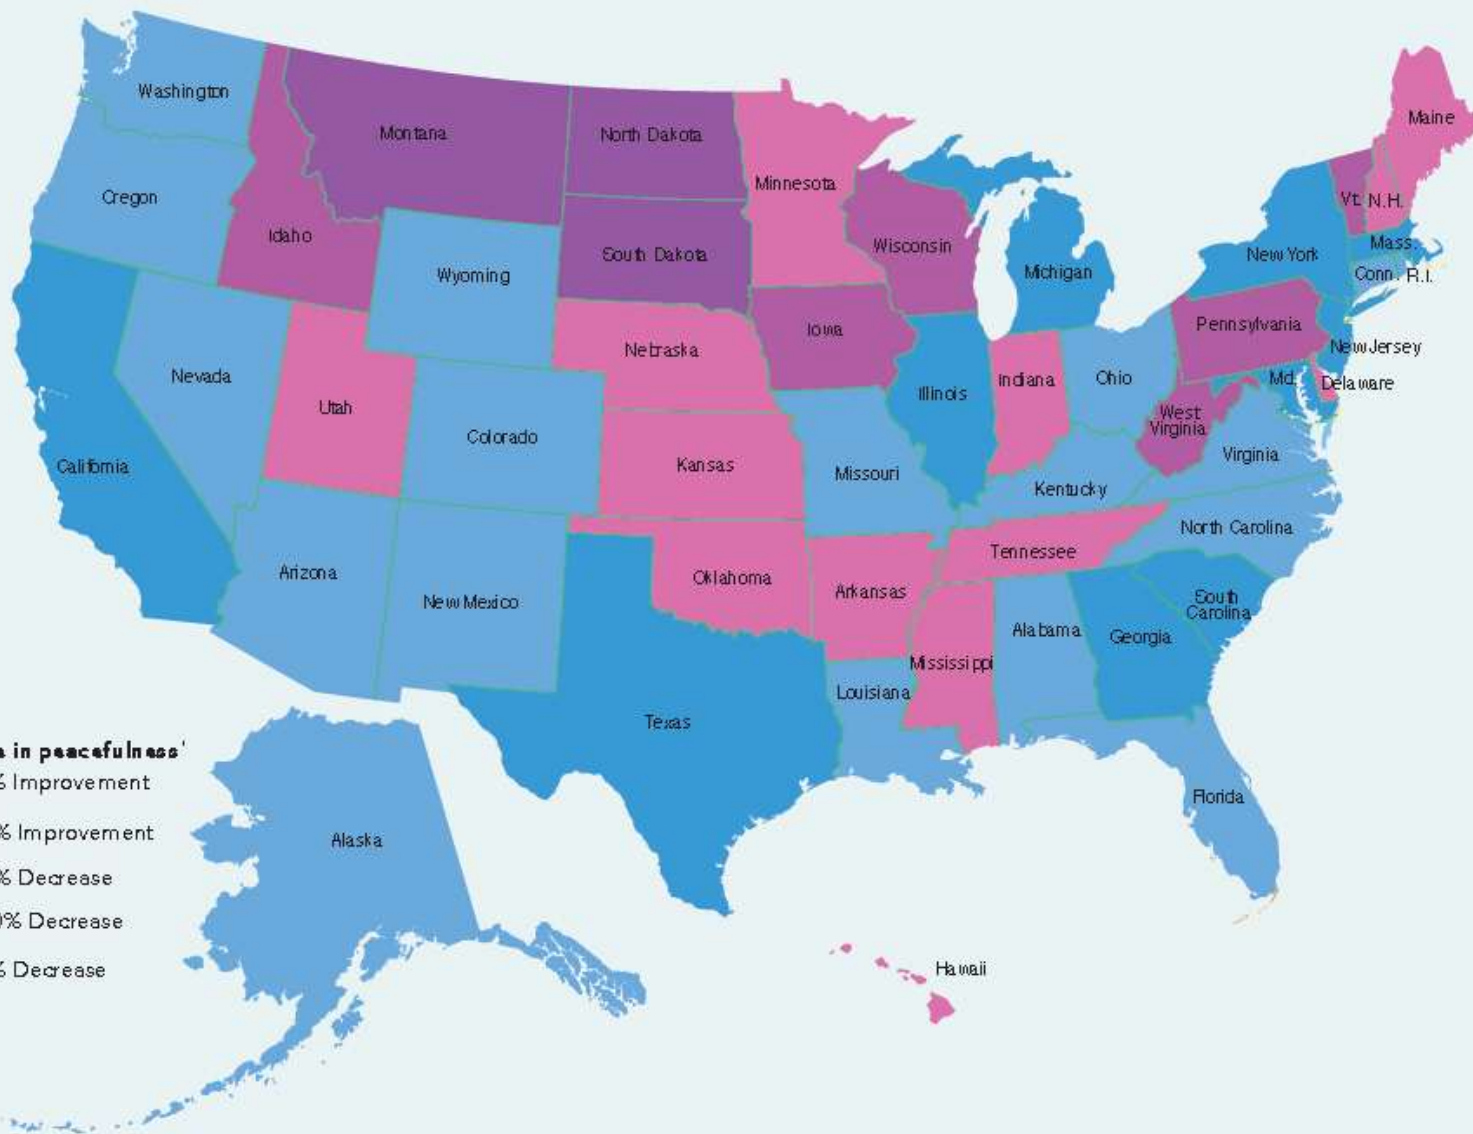 Washington
Montana
North Dakota
Minnesota
Maine
Cregon
Idaho
Wyoming
South Dakota
Wisconsin
Michigan
New York
Vt.
N.H.
Mass.
Conn.
R.I.
Nevada
Utah
Colorado
Nebraska
Iowa
Illinois
Indiana
Ohio
Pennsylvania
New Jersey
Md.
Delaware
California
Kansas
Missouri
Kentucky
West
Virginia
Virginia
North Carolina
Arizona
New Mexico
Oklahoma
Arkansas
Tennessee
South
Carolina
Texas
Louisiana
Mississippi
Alabama
Georgia
Florida
Alaska
Hawaii
in peacefulness'
% Improvement
% Improvement
% Decrease
0% Decrease
% Decrease